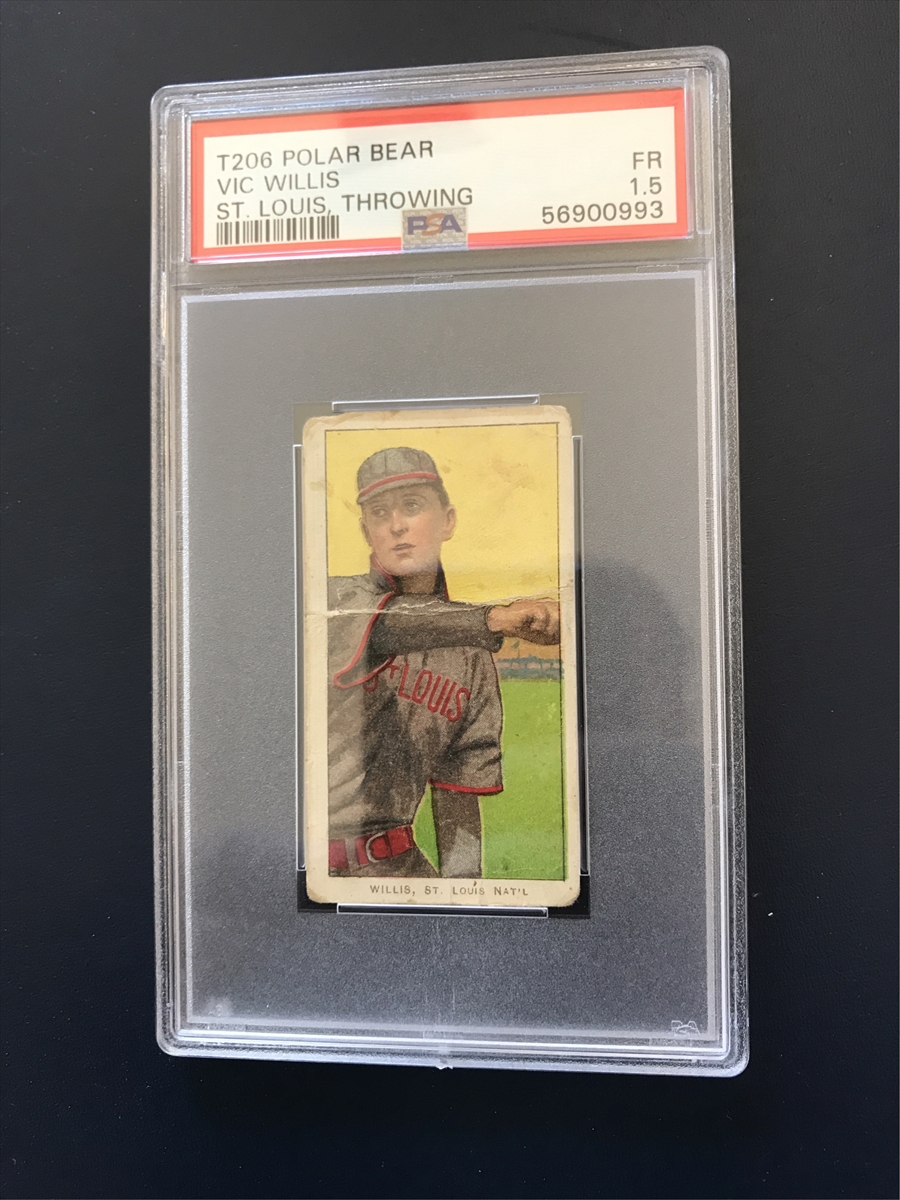 T206 POLAR BEAR
VIC WILLIS
ST. LOUIS, THROWING
FR
1.5
56900993
PSA
ST LOUIS
WILLIS, ST. LOUIS NAT'L
PSA